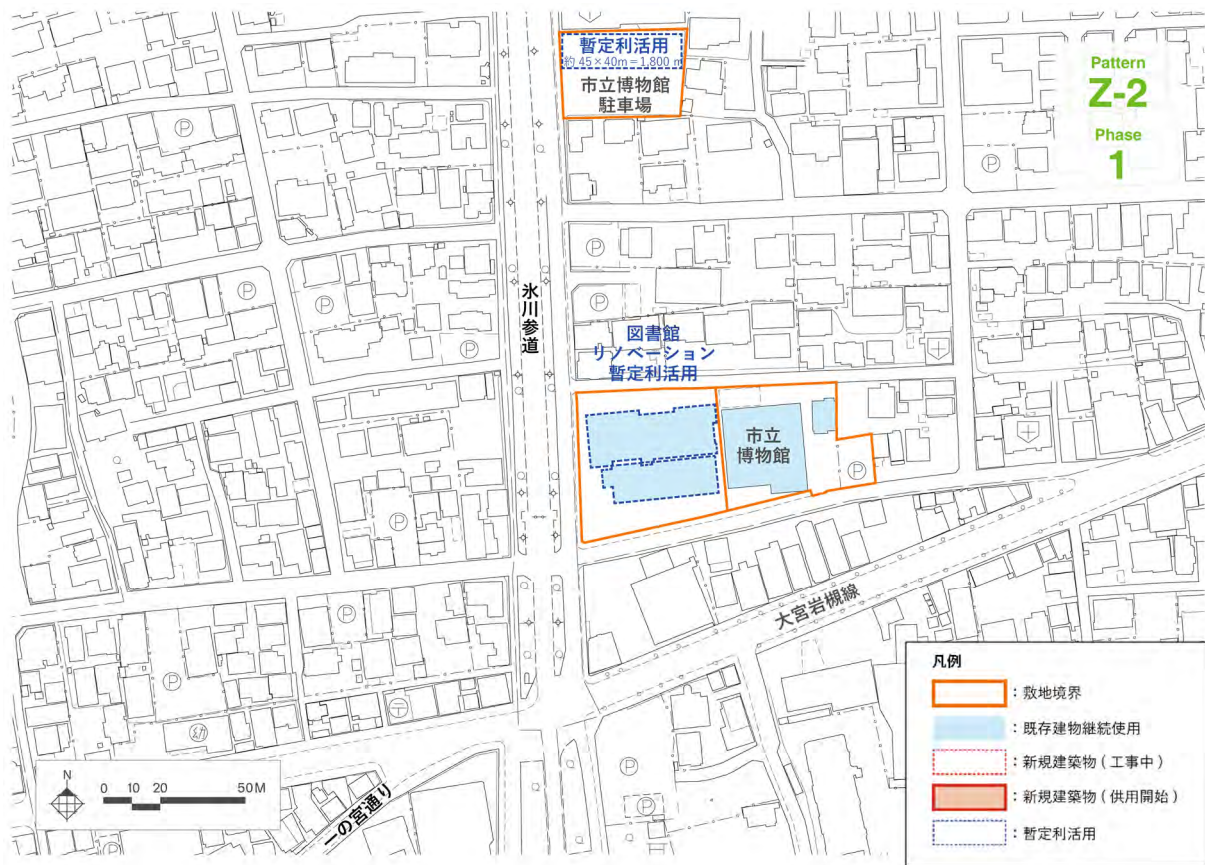 暫定利活用
約 45×40m=1,800 ㎡
市立博物館
駐車場
Pattern
Z-2
Phase
1
P
P
P
P
P
P
氷川参道
図書館
リノベーション
暫定利活用
市立
博物館
P
P
大宮岩槻線
P
〒
幼
P
P
P
一の宮通り
N
0 10 20 50M
凡例
：敷地境界
：既存建物継続使用
：新規建築物 ( 工事中 )
：新規建築物 ( 供用開始 )
：暫定利活用